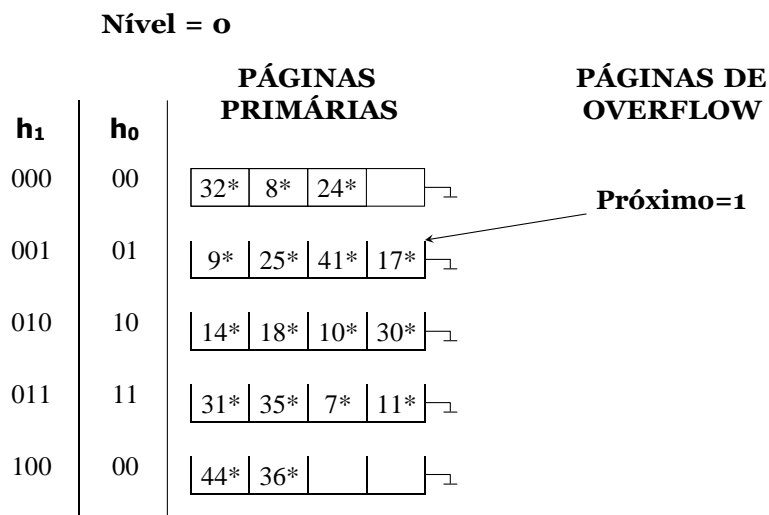 Nível = 0
PÁGINAS PRIMÁRIAS
PÁGINAS DE OVERFLOW
h₁ h₀
000 00 32* 8* 24*
Próximo=1
001 01 9* 25* 41* 17*
010 10 14* 18* 10* 30*
011 11 31* 35* 7* 11*
100 00 44* 36*